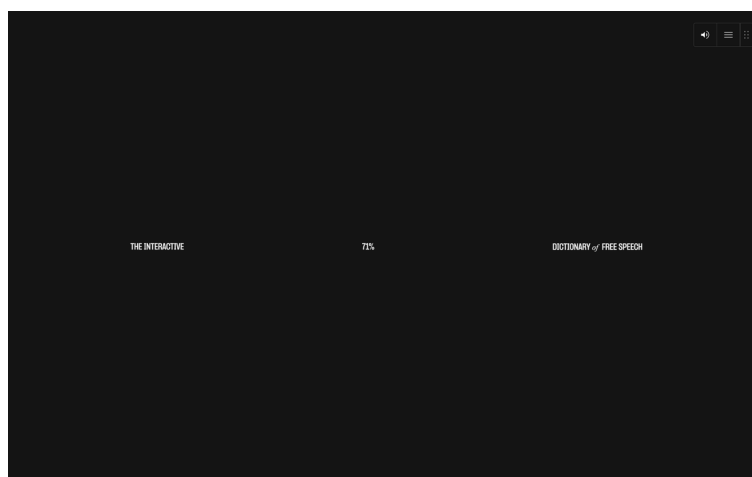 THE INTERACTIVE 71% DICTIONARY of FREE SPEECH